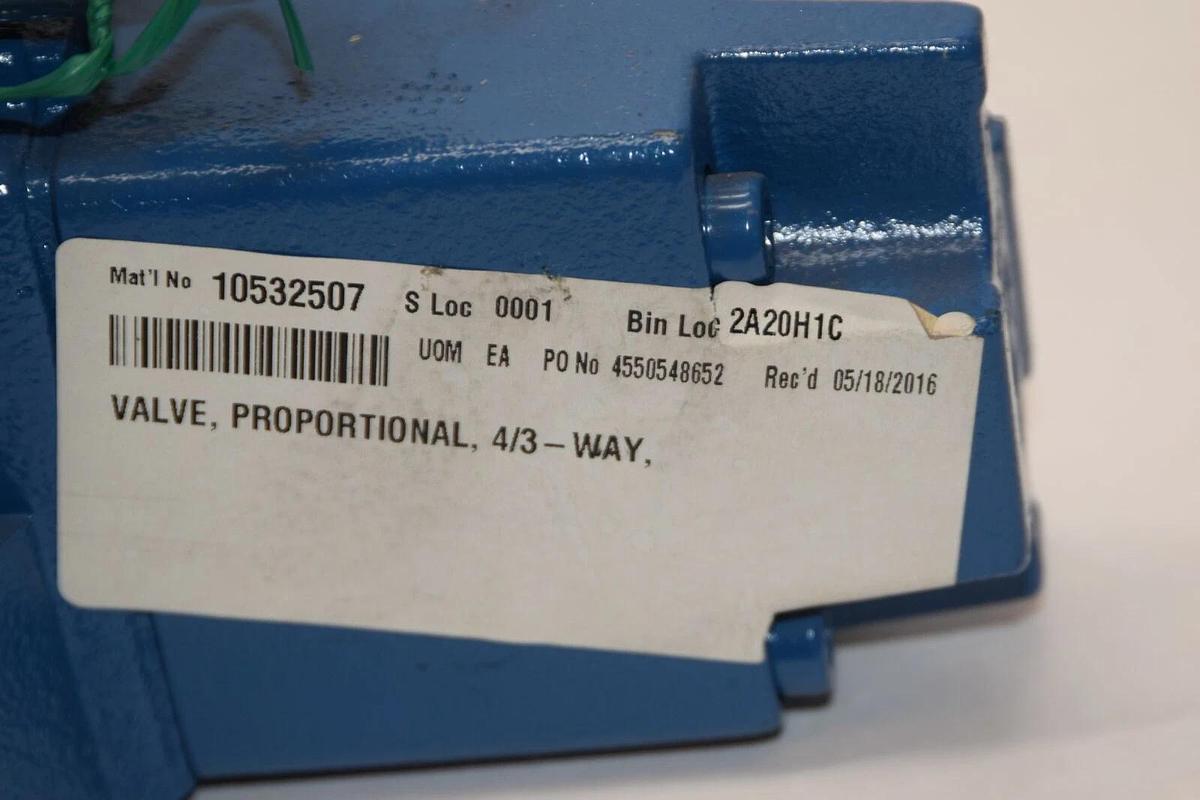 Mat'l No 10532507 S Loc 0001 Bin Loc 2A20H1C
UOM EA PO No 4550548652 Rec'd 05/18/2016
VALVE, PROPORTIONAL, 4/3-WAY,